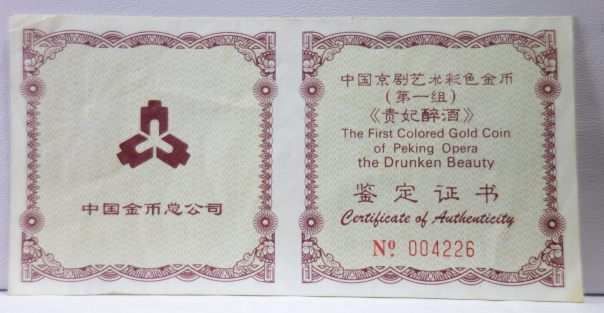 中国金币总公司
中国京剧艺术彩色金币
(第一组)
《贵妃醉酒》
The First Colored Gold Coin
of Peking Opera
the Drunken Beauty
鉴定证书
Certificate of Authenticity
Nº 004226